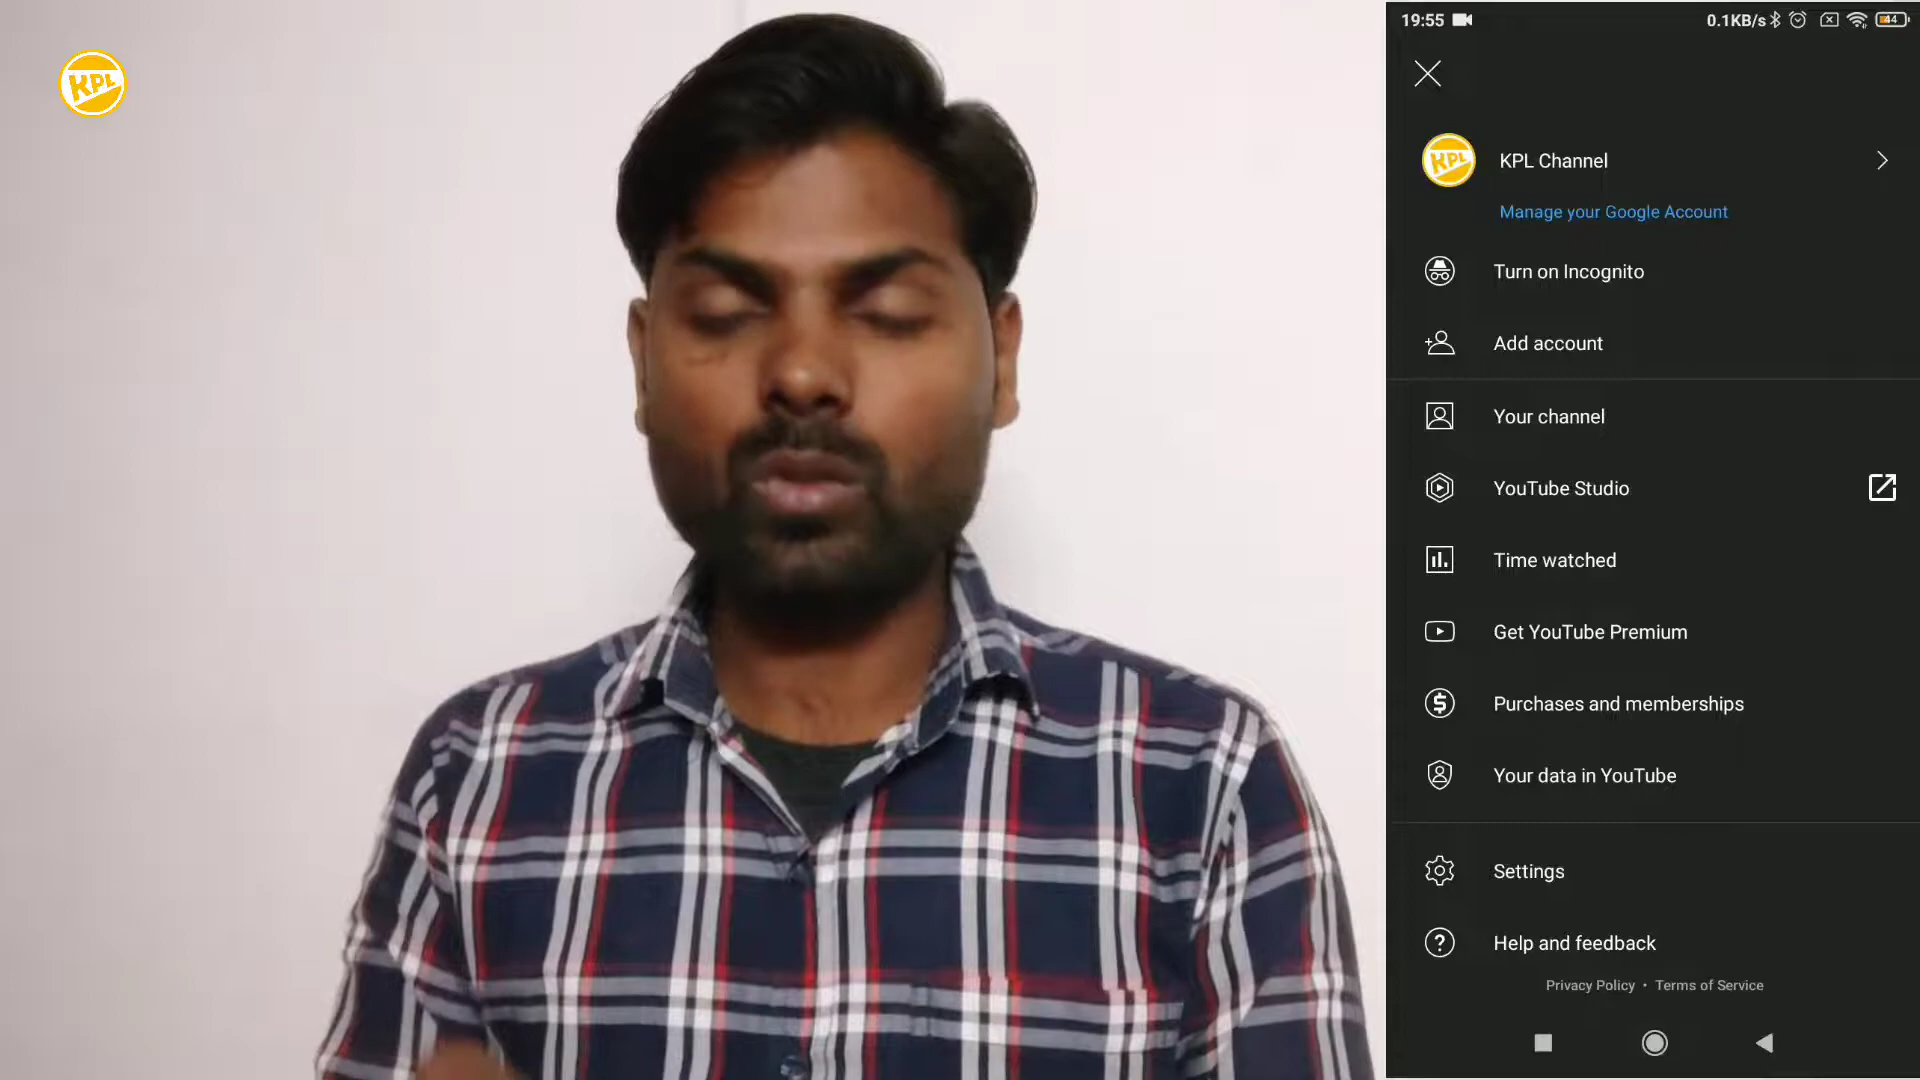 KPL
19:55 0.1KB/s 44
KPL
KPL Channel
Manage your Google Account
Turn on Incognito
Add account
Your channel
YouTube Studio
Time watched
Get YouTube Premium
Purchases and memberships
Your data in YouTube
Settings
Help and feedback
Privacy Policy • Terms of Service